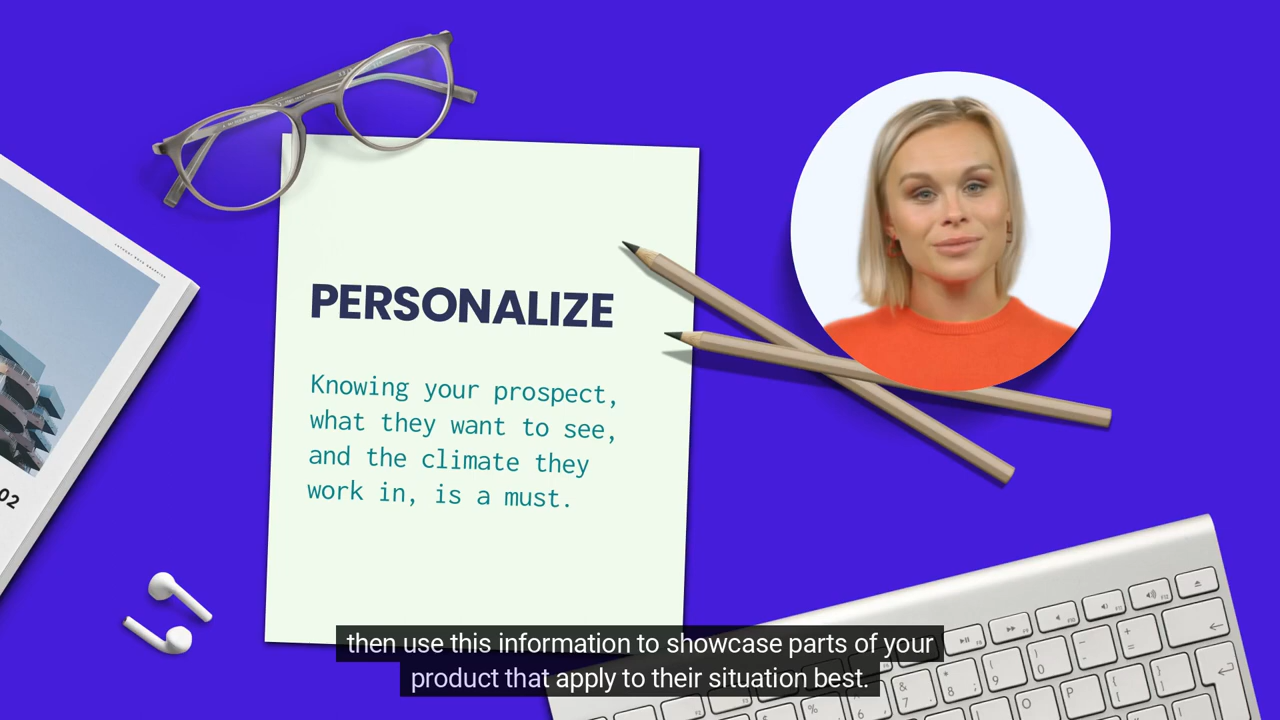 PERSONALIZE
Knowing your prospect,
what they want to see,
and the climate they
work in, is a must.
02
then use this information to showcase parts of your
product that apply to their situation best.